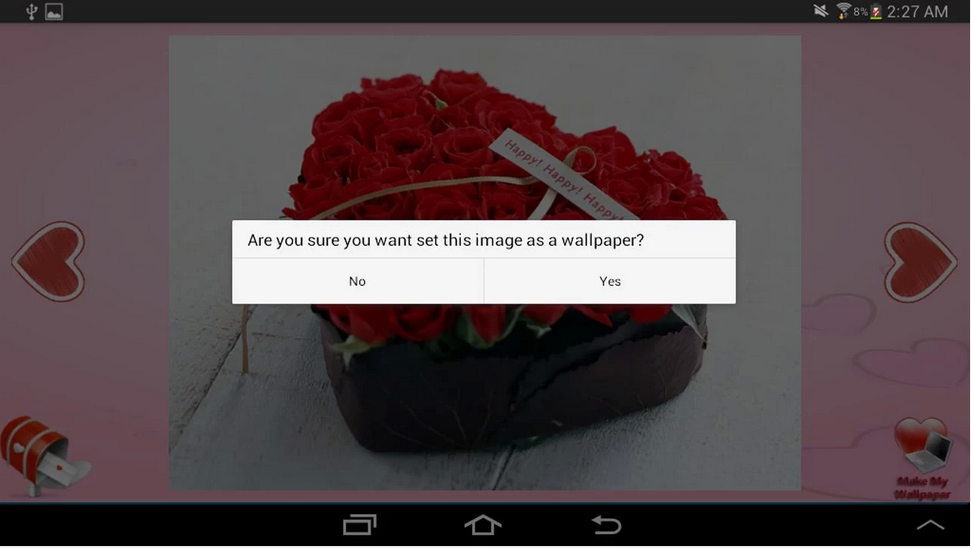 8% 2:27 AM
Happy! Happy! Happy!
Are you sure you want set this image as a wallpaper?
No Yes
Make My
Wallpaper